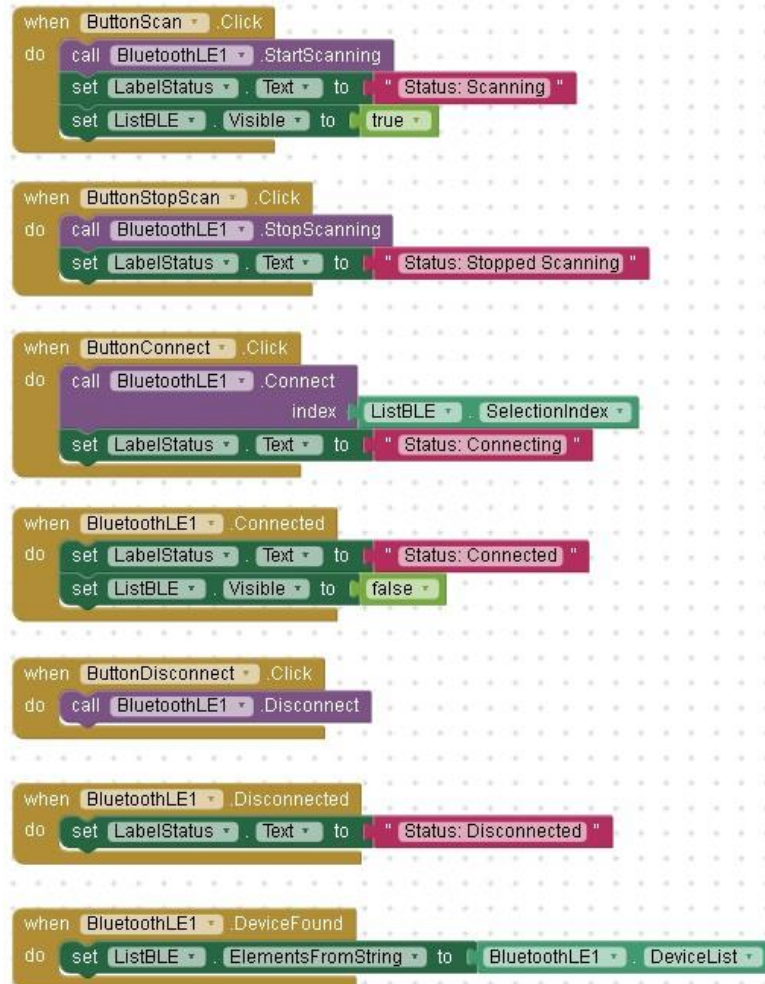 when ButtonScan .Click
do call BluetoothLE1 .StartScanning
set LabelStatus . Text to " Status: Scanning "
set ListBLE . Visible to true
when ButtonStopScan .Click
do call BluetoothLE1 .StopScanning
set LabelStatus . Text to " Status: Stopped Scanning "
when ButtonConnect .Click
do call BluetoothLE1 .Connect
index ListBLE . SelectionIndex
set LabelStatus . Text to " Status: Connecting "
when BluetoothLE1 .Connected
do set LabelStatus . Text to " Status: Connected "
set ListBLE . Visible to false
when ButtonDisconnect .Click
do call BluetoothLE1 .Disconnect
when BluetoothLE1 .Disconnected
do set LabelStatus . Text to " Status: Disconnected "
when BluetoothLE1 .DeviceFound
do set ListBLE . ElementsFromString to BluetoothLE1 . DeviceList